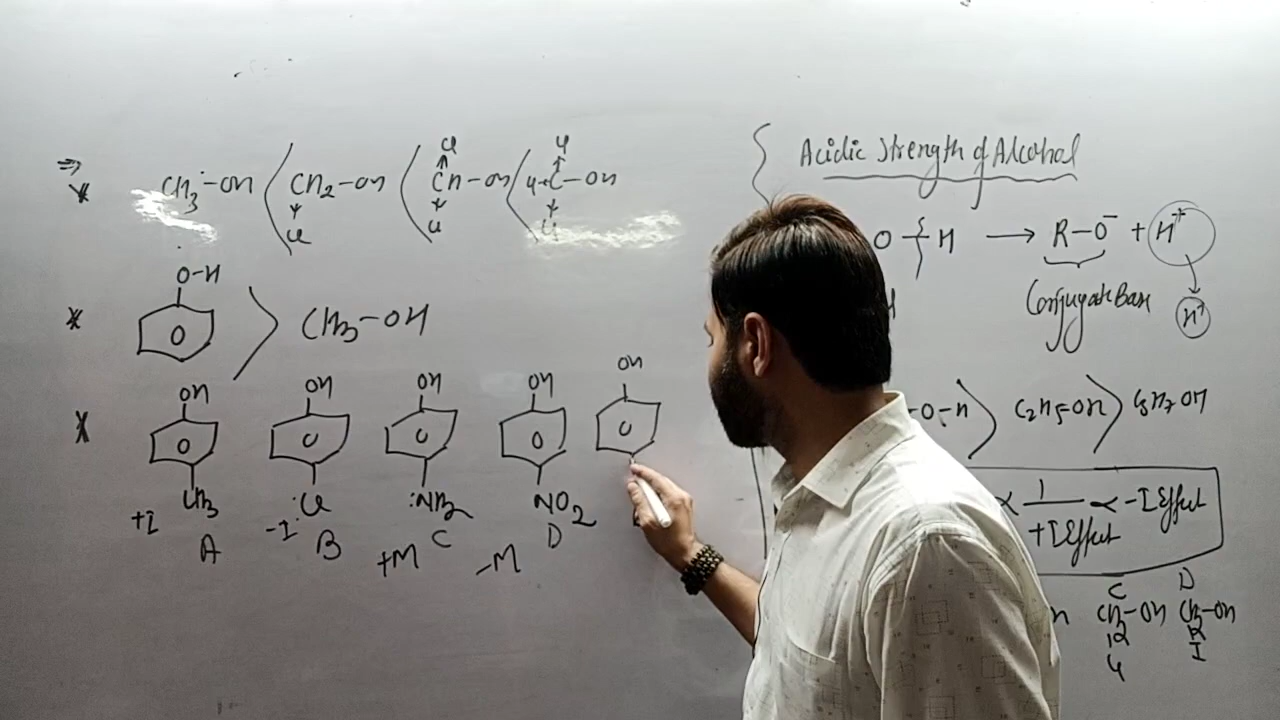 Acidic Strength of Alcohol
CH3-OH < CH2-OH < CH-OH < Cl-C-OH
Cl Cl Cl Cl Cl
O H → R-O⁻ + H⁺
Conjugate Base H⁺
O-H
CH3-OH
OH OH OH OH OH
-O-H > C2H5-OH > C3H7OH
CH3 :Cl :NH2 NO2
+I -I +M -M
A B C D
∝ 1/+I Effect ∝ -I Effect
C D
CH2-OH CH2-OH
Cl I